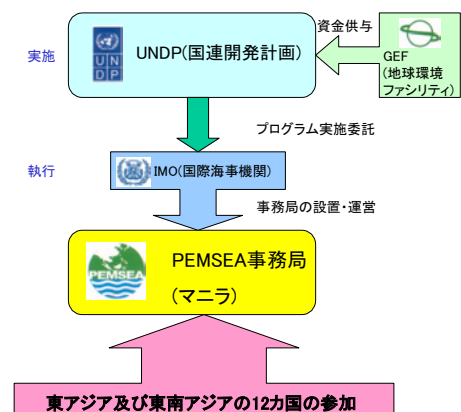 資金供与
実施
UNDP(国連開発計画)
UN
DP
GEF
(地球環境
ファシリティ)
プログラム実施委託
執行
IMO(国際海事機関)
事務局の設置・運営
PEMSEA
PEMSEA事務局
(マニラ)
東アジア及び東南アジアの12カ国の参加